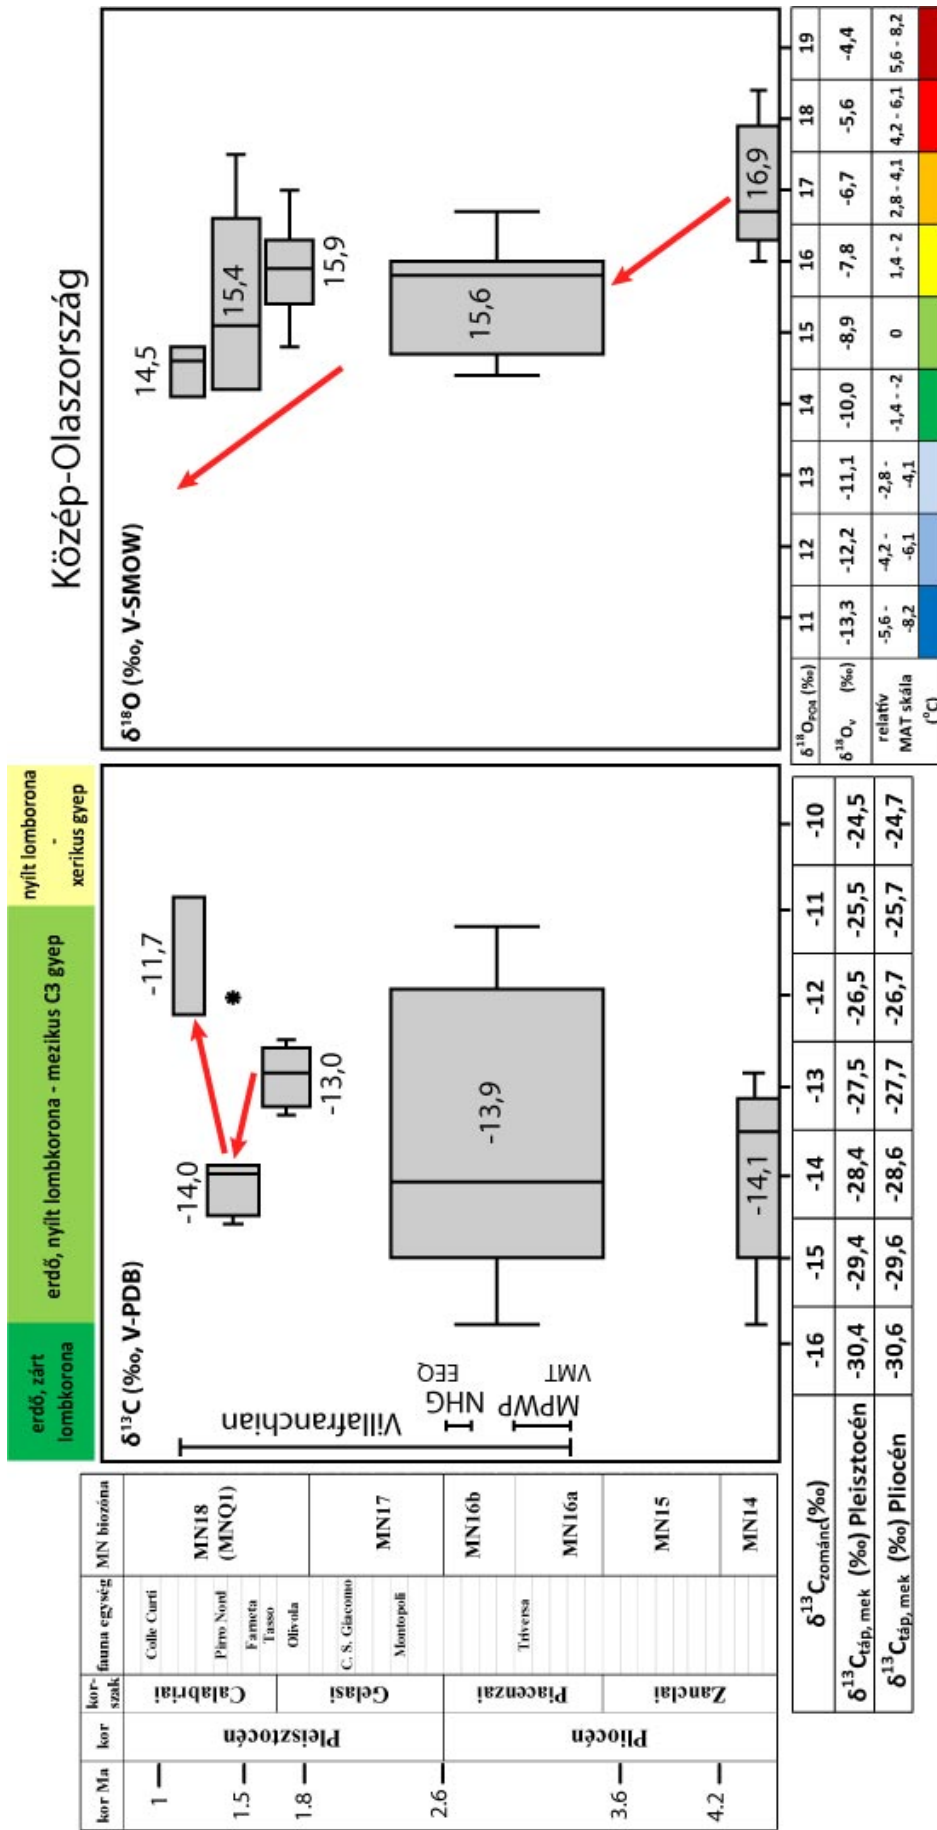 Közép-Olaszország
erdő, zárt
lombkorona
erdő, nyílt lombkorona - mezikus C3 gyep
nyílt lomborona
-
xerikus gyep
kor Ma
kor
kor-
szak
fauna egység
MN biozóna
δ¹³C (‰, V-PDB)
δ¹⁸O (‰, V-SMOW)
1
1.5
1.8
2.6
3.6
4.2
Pleisztocén
Pliocén
Calabriai
Gelasi
Piacenzai
Zanclai
Colle Curti
Pirro Nord
Farneta
Tasso
Olivola
C. S. Giacomo
Montopoli
Triversa
MN18
(MNQ1)
MN17
MN16b
MN16a
MN15
MN14
Villafranchian
EEQ
NHG
MPWP
VMT
-11,7
*
-14,0
-13,0
-13,9
-14,1
14,5
15,4
15,9
15,6
16,9
δ¹³Czománc(‰) -16 -15 -14 -13 -12 -11 -10
δ¹³Ctáp, mek (‰) Pleisztocén -30,4 -29,4 -28,4 -27,5 -26,5 -25,5 -24,5
δ¹³Ctáp, mek (‰) Pliocén -30,6 -29,6 -28,6 -27,7 -26,7 -25,7 -24,7
δ¹⁸OPO4 (‰) 11 12 13 14 15 16 17 18 19
δ¹⁸Ov (‰) -13,3 -12,2 -11,1 -10,0 -8,9 -7,8 -6,7 -5,6 -4,4
relatív -5,6 - -4,2 - -2,8 - -1,4 - -2 0 1,4 - 2 2,8 - 4,1 4,2 - 6,1 5,6 - 8,2
MAT skála -8,2 -6,1 -4,1
(°C)